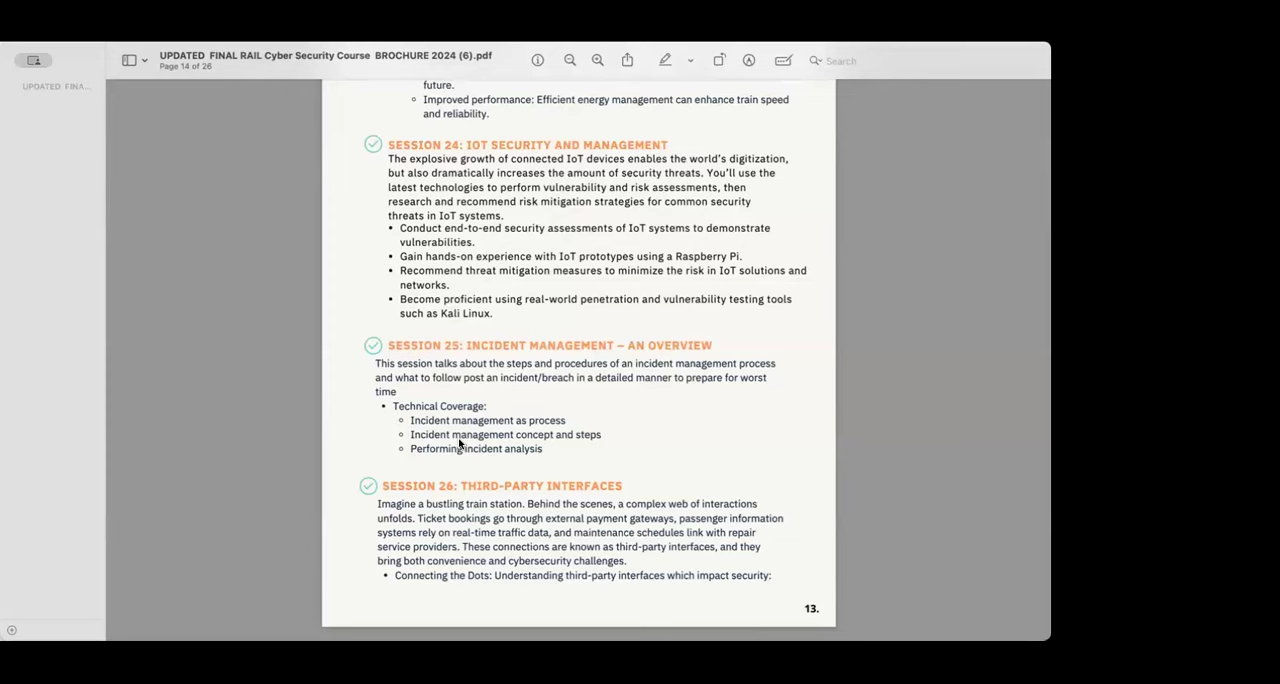 UPDATED FINAL RAIL Cyber Security Course BROCHURE 2024 (6).pdf
Page 14 of 26
Search
UPDATED FINA...
future.
Improved performance: Efficient energy management can enhance train speed
and reliability.
SESSION 24: IOT SECURITY AND MANAGEMENT
The explosive growth of connected IoT devices enables the world's digitization,
but also dramatically increases the amount of security threats. You'll use the
latest technologies to perform vulnerability and risk assessments, then
research and recommend risk mitigation strategies for common security
threats in IoT systems.
• Conduct end-to-end security assessments of IoT systems to demonstrate
vulnerabilities.
• Gain hands-on experience with IoT prototypes using a Raspberry Pi.
• Recommend threat mitigation measures to minimize the risk in IoT solutions and
networks.
• Become proficient using real-world penetration and vulnerability testing tools
such as Kali Linux.
SESSION 25: INCIDENT MANAGEMENT – AN OVERVIEW
This session talks about the steps and procedures of an incident management process
and what to follow post an incident/breach in a detailed manner to prepare for worst
time
• Technical Coverage:
Incident management as process
Incident management concept and steps
Performing incident analysis
SESSION 26: THIRD-PARTY INTERFACES
Imagine a bustling train station. Behind the scenes, a complex web of interactions
unfolds. Ticket bookings go through external payment gateways, passenger information
systems rely on real-time traffic data, and maintenance schedules link with repair
service providers. These connections are known as third-party interfaces, and they
bring both convenience and cybersecurity challenges.
• Connecting the Dots: Understanding third-party interfaces which impact security:
13.